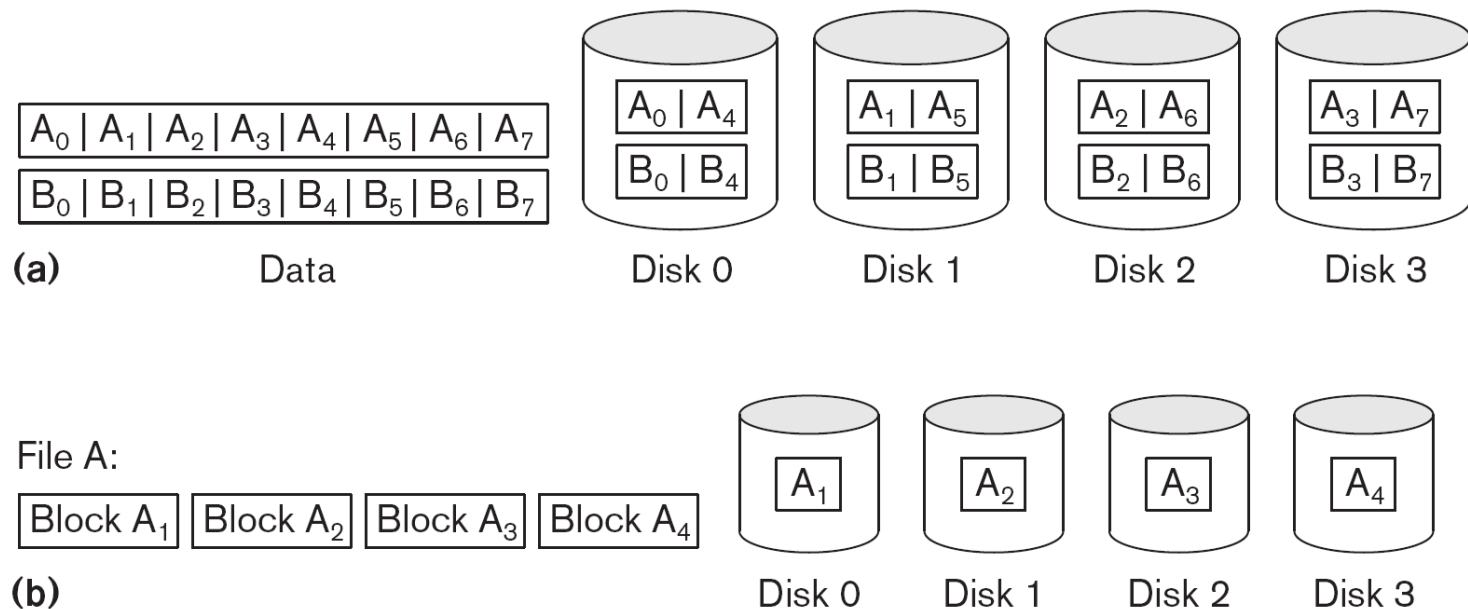 A₀ | A₁ | A₂ | A₃ | A₄ | A₅ | A₆ | A₇
B₀ | B₁ | B₂ | B₃ | B₄ | B₅ | B₆ | B₇
A₀ | A₄
B₀ | B₄
A₁ | A₅
B₁ | B₅
A₂ | A₆
B₂ | B₆
A₃ | A₇
B₃ | B₇
(a) Data Disk 0 Disk 1 Disk 2 Disk 3
File A:
Block A₁ Block A₂ Block A₃ Block A₄
A₁ A₂ A₃ A₄
(b) Disk 0 Disk 1 Disk 2 Disk 3